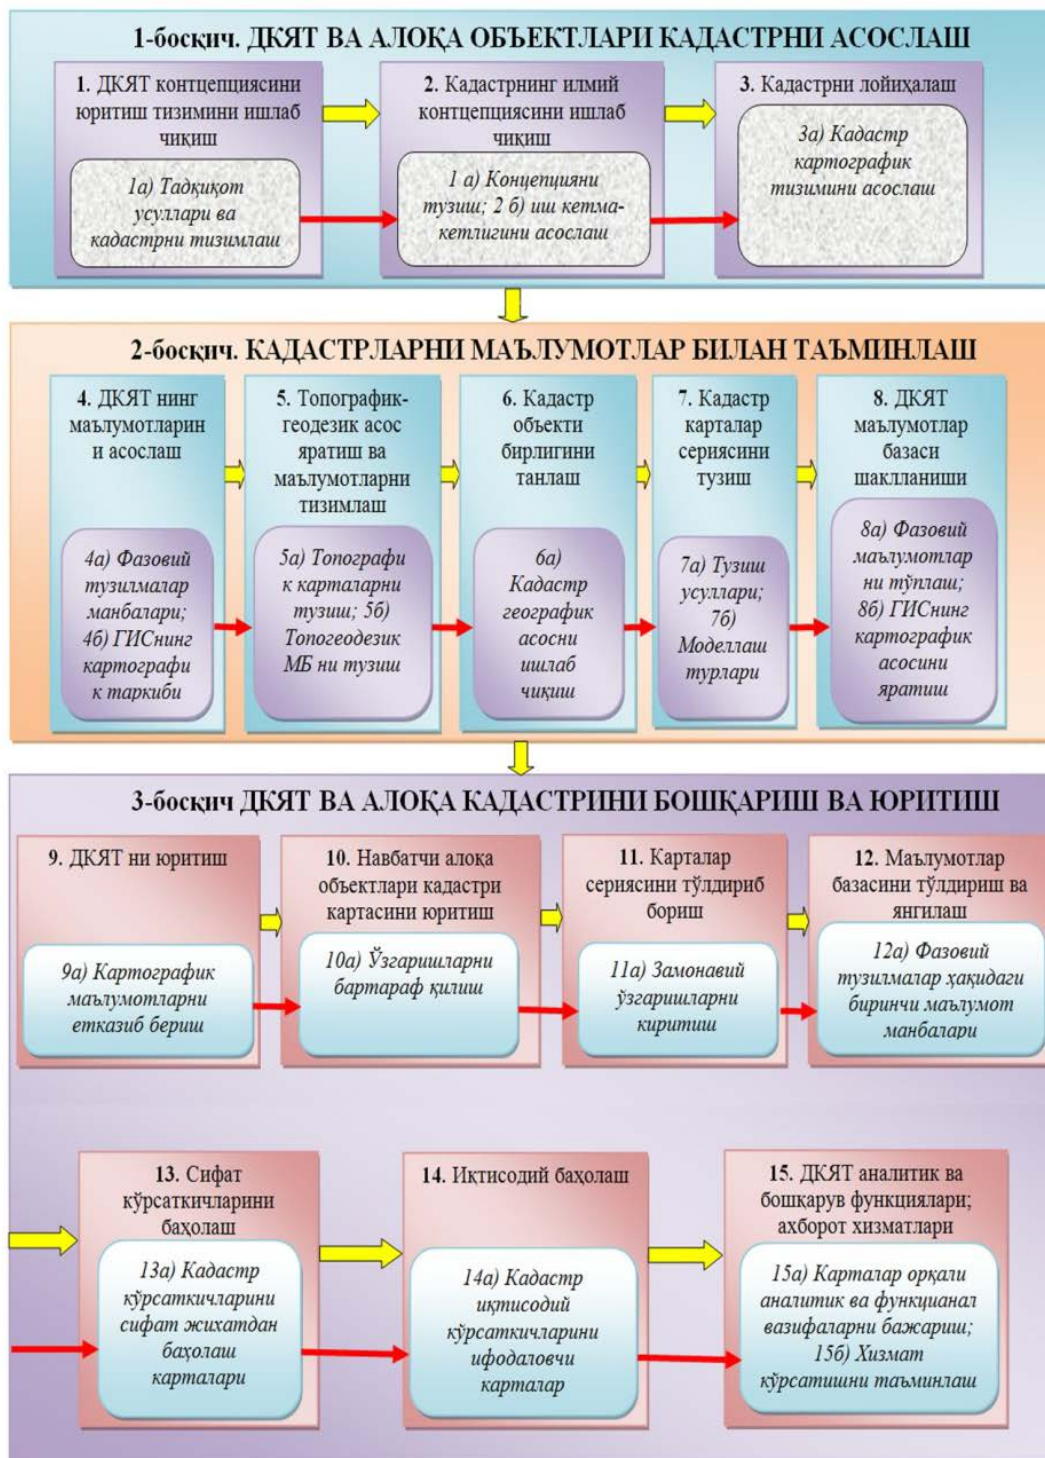 1-босқич. ДКЯТ ВА АЛОҚА ОБЪЕКТЛАРИ КАДАСТРНИ АСОСЛАШ
1. ДКЯТ контцепциясини
юритиш тизимини ишлаб
чиқиш
1а) Тадқиқот
усуллари ва
кадастрни тизимлаш
2. Кадастрнинг илмий
контцепциясини ишлаб
чиқиш
1 а) Концепцияни
тузиш; 2 б) иш кетма-
кетлигини асослаш
3. Кадастрни лойиҳалаш
3а) Кадастр
картографик
тизимини асослаш
2-босқич. КАДАСТРЛАРНИ МАЪЛУМОТЛАР БИЛАН ТАЪМИНЛАШ
4. ДКЯТ нинг
маълумотларин
и асослаш
4а) Фазовий
тузилмалар
манбалари;
4б) ГИСнинг
картографи
к таркиби
5. Топографик-
геодезик асос
яратиш ва
маълумотларни
тизимлаш
5а) Топографи
к карталарни
тузиш; 5б)
Топогеодезик
МБ ни тузиш
6. Кадастр
объекти
бирлигини
танлаш
6а)
Кадастр
географик
асосни
ишлаб
чиқиш
7. Кадастр
карталар
сериясини
тузиш
7а) Тузиш
усуллари;
7б)
Моделлаш
турлари
8. ДКЯТ
маълумотлар
базаси
шаклланиши
8а) Фазовий
маълумотлар
ни тўплаш;
8б) ГИСнинг
картографик
асосини
яратиш
3-босқич ДКЯТ ВА АЛОҚА КАДАСТРИНИ БОШҚАРИШ ВА ЮРИТИШ
9. ДКЯТ ни юритиш
9а) Картографик
маълумотларни
етказиб бериш
10. Навбатчи алоқа
объектлари кадастри
картасини юритиш
10а) Ўзгаришларни
бартараф қилиш
11. Карталар
сериясини тўлдириб
бориш
11а) Замонавий
ўзгаришларни
киритиш
12. Маълумотлар
базасини тўлдириш ва
янгилаш
12а) Фазовий
тузилмалар ҳақидаги
биринчи маълумот
манбалари
13. Сифат
кўрсаткичларини
баҳолаш
13а) Кадастр
кўрсаткичларини
сифат жихатдан
баҳолаш
карталари
14. Иқтисодий баҳолаш
14а) Кадастр
иқтисодий
кўрсаткичларини
ифодаловчи
карталар
15. ДКЯТ аналитик ва
бошқарув функциялари;
ахборот хизматлари
15а) Карталар орқали
аналитик ва функцианал
вазифаларни бажариш;
15б) Хизмат
кўрсатишни таъминлаш